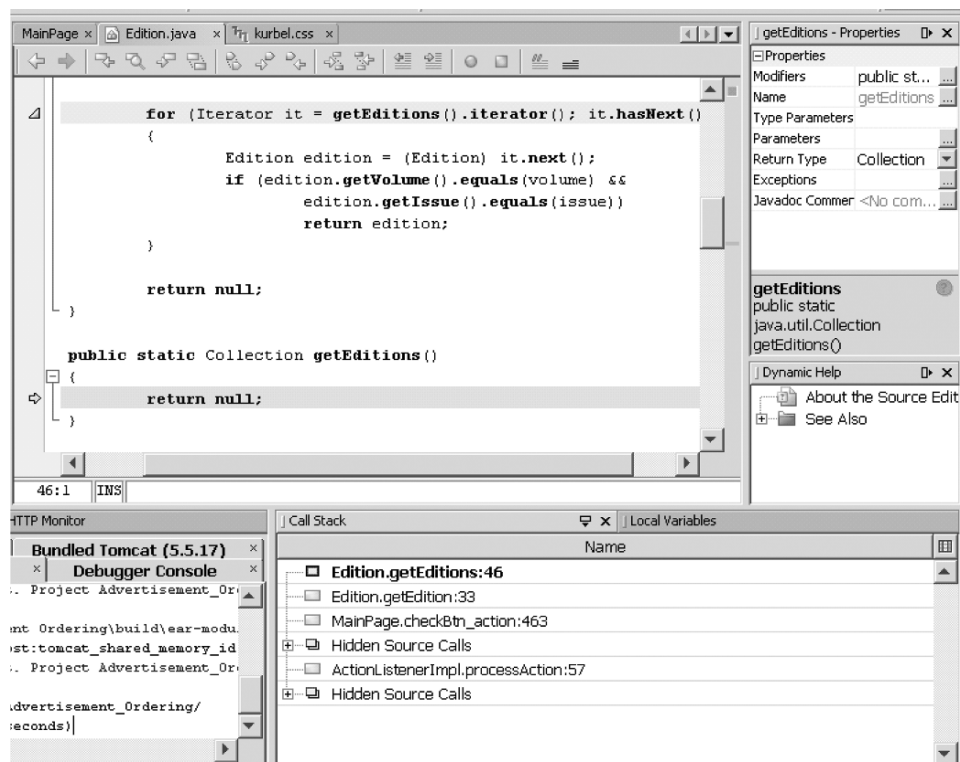 MainPage × Edition.java × kurbel.css ×
for (Iterator it = getEditions().iterator(); it.hasNext()
{
Edition edition = (Edition) it.next();
if (edition.getVolume().equals(volume) &&
edition.getIssue().equals(issue))
return edition;
}
return null;
}
public static Collection getEditions()
{
return null;
}
46:1 INS
getEditions - Properties
Properties
Modifiers public st... ...
Name getEditions ...
Type Parameters
Parameters ...
Return Type Collection
Exceptions ...
Javadoc Commer <No com... ...
getEditions
public static
java.util.Collection
getEditions()
Dynamic Help
About the Source Edit
See Also
HTTP Monitor
Bundled Tomcat (5.5.17) ×
× Debugger Console ×
. Project Advertisement_Or
nt Ordering\build\ear-modu
st:tomcat_shared_memory_id
. Project Advertisement_Or
dvertisement_Ordering/
econds)
Call Stack
Local Variables
Name
Edition.getEditions:46
Edition.getEdition:33
MainPage.checkBtn_action:463
Hidden Source Calls
ActionListenerImpl.processAction:57
Hidden Source Calls